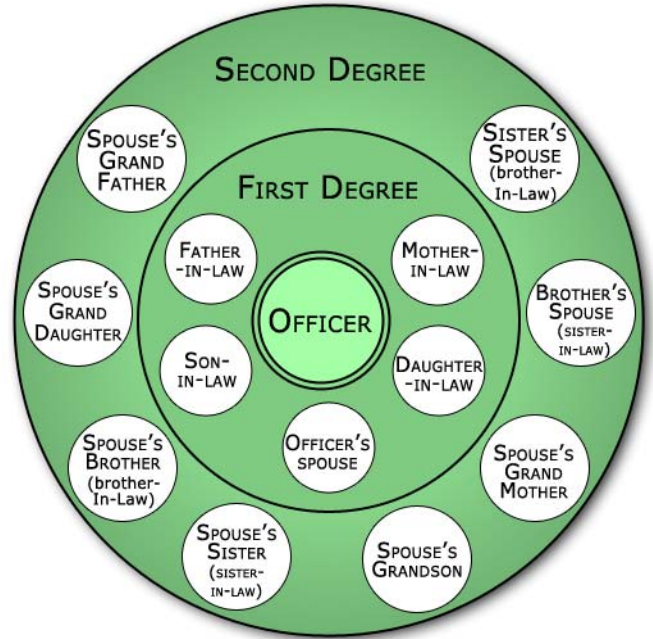 SECOND DEGREE
SPOUSE'S
GRAND
FATHER
SISTER'S
SPOUSE
(brother-
In-Law)
FIRST DEGREE
FATHER
-IN-LAW
MOTHER-
IN-LAW
OFFICER
SPOUSE'S
GRAND
DAUGHTER
BROTHER'S
SPOUSE
(SISTER-
IN-LAW)
SON-
IN-LAW
DAUGHTER
-IN-LAW
OFFICER'S
SPOUSE
SPOUSE'S
BROTHER
(brother-
In-Law)
SPOUSE'S
GRAND
MOTHER
SPOUSE'S
SISTER
(SISTER-
IN-LAW)
SPOUSE'S
GRANDSON